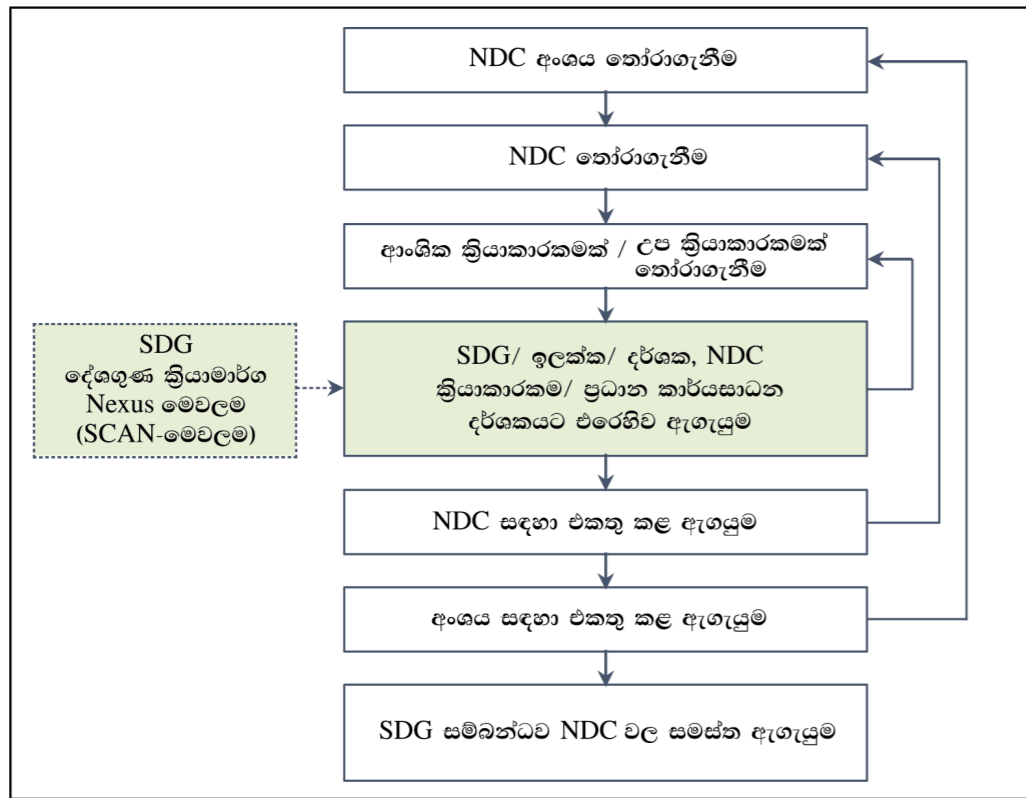 NDC අංශය තෝරාගැනීම
NDC තෝරාගැනීම
ආංශික ක්‍රියාකාරකමක් / උප ක්‍රියාකාරකමක්
තෝරාගැනීම
SDG
දේශගුණ ක්‍රියාමාර්ග
Nexus මෙවලම
(SCAN-මෙවලම)
SDG/ ඉලක්ක/ දර්ශක, NDC
ක්‍රියාකාරකම/ ප්‍රධාන කාර්යසාධන
දර්ශකයට එරෙහිව ඇගැයුම
NDC සඳහා එකතු කළ ඇගයුම
අංශය සඳහා එකතු කළ ඇගැයුම
SDG සම්බන්ධව NDC වල සමස්ත ඇගැයුම